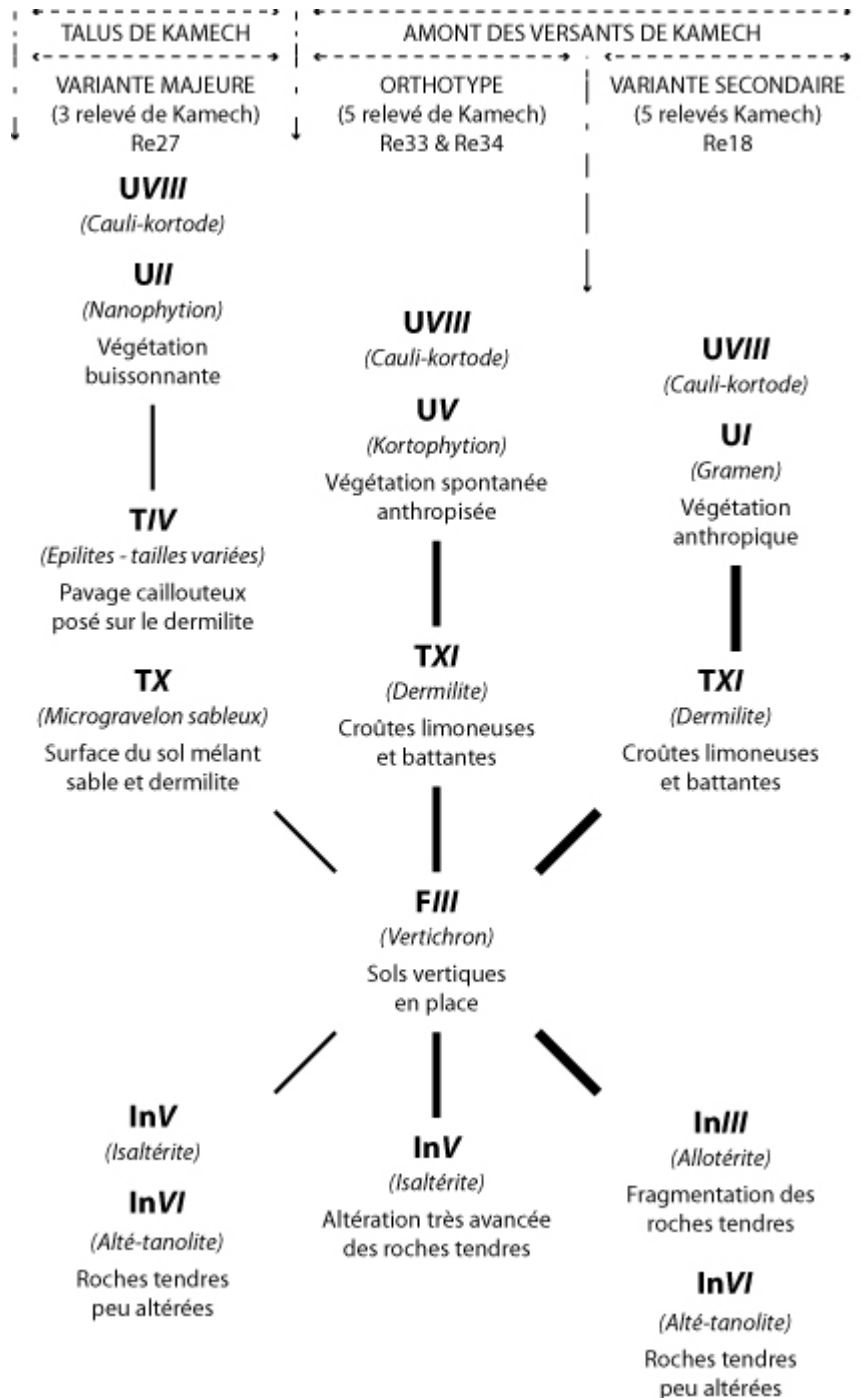 TALUS DE KAMECH
AMONT DES VERSANTS DE KAMECH
VARIANTE MAJEURE
(3 relevé de Kamech)
Re27
ORTHOTYPE
(5 relevé de Kamech)
Re33 & Re34
VARIANTE SECONDAIRE
(5 relevés Kamech)
Re18
UVIII
(Cauli-kortode)
UII
(Nanophytion)
Végétation
buissonnante
TIV
(Epilites - tailles variées)
Pavage caillouteux
posé sur le dermilite
TX
(Microgravelon sableux)
Surface du sol mélant
sable et dermilite
UVIII
(Cauli-kortode)
UV
(Kortophytion)
Végétation spontanée
anthropisée
TXI
(Dermilite)
Croûtes limoneuses
et battantes
UVIII
(Cauli-kortode)
UI
(Gramen)
Végétation
anthropique
TXI
(Dermilite)
Croûtes limoneuses
et battantes
FIII
(Vertichron)
Sols vertiques
en place
InV
(Isaltérite)
InVI
(Alté-tanolite)
Roches tendres
peu altérées
InV
(Isaltérite)
Altération très avancée
des roches tendres
InIII
(Allotérite)
Fragmentation des
roches tendres
InVI
(Alté-tanolite)
Roches tendres
peu altérées